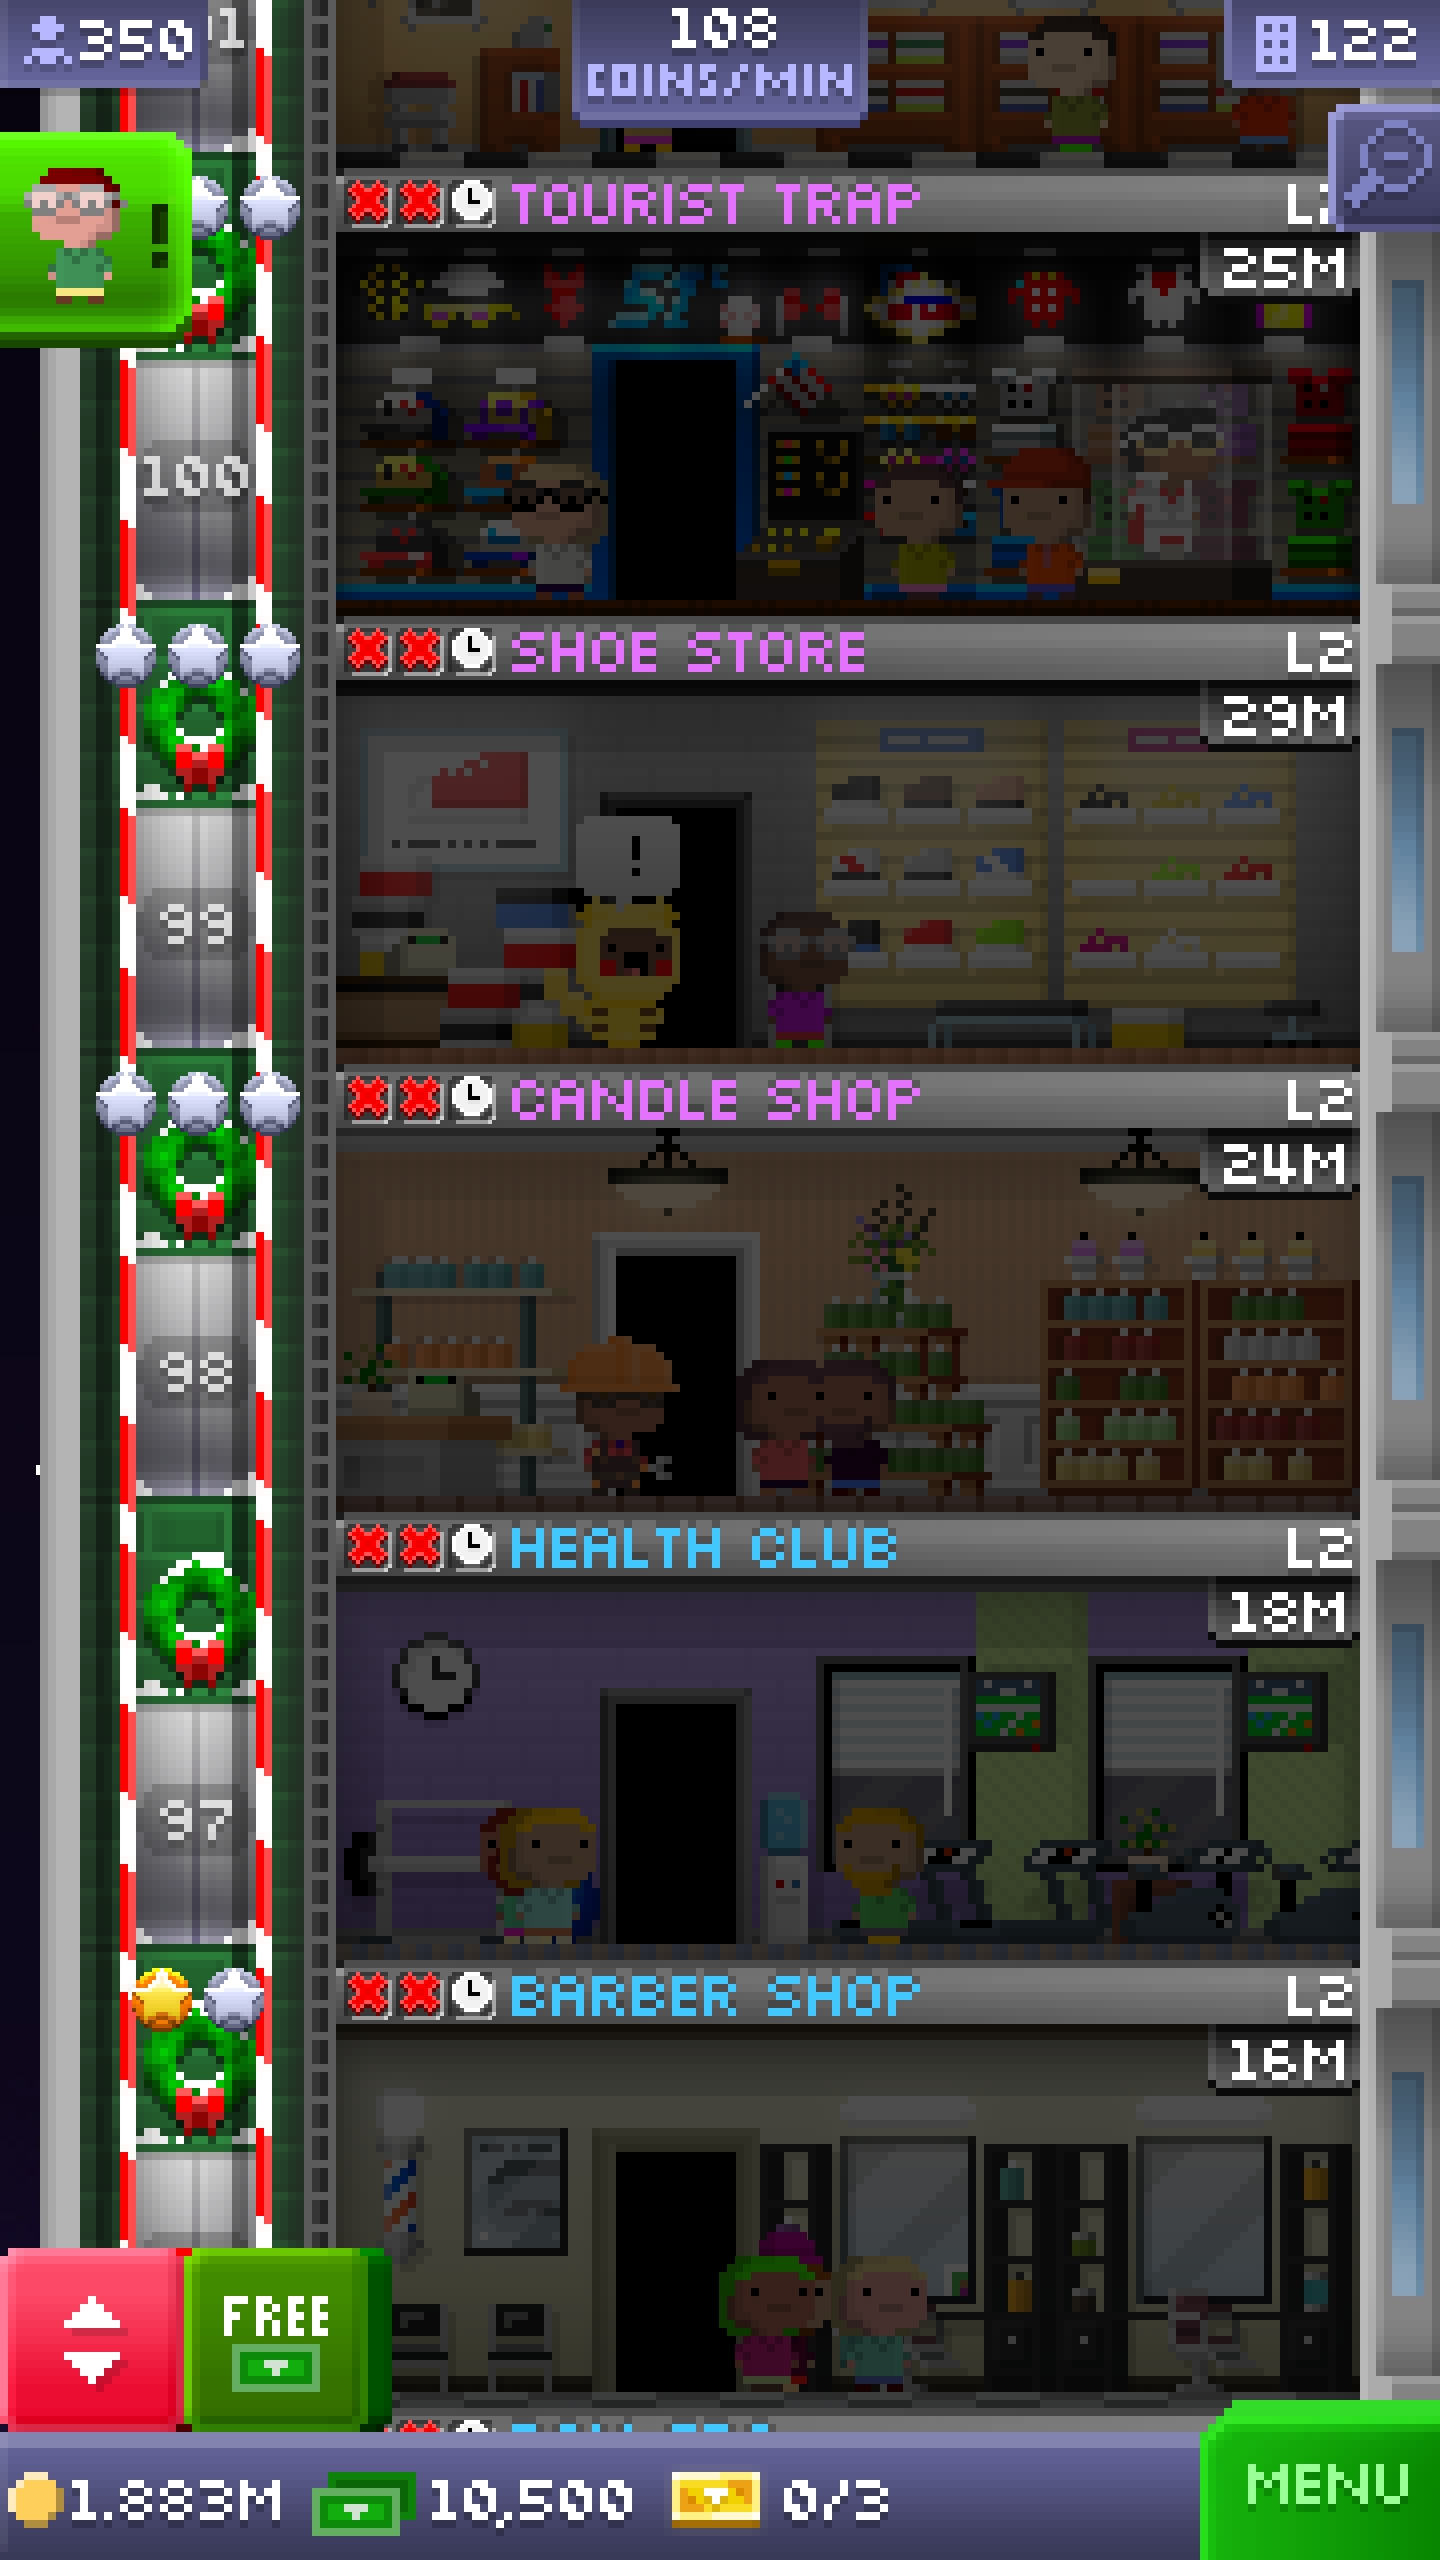 350
108
COINS/MIN
122
1
!
TOURIST TRAP
25M
100
SHOE STORE L2
29M
!
99
CANDLE SHOP L2
24M
98
HEALTH CLUB L2
18M
97
BARBER SHOP L2
16M
FREE
1.883M 10,500 0/3
MENU